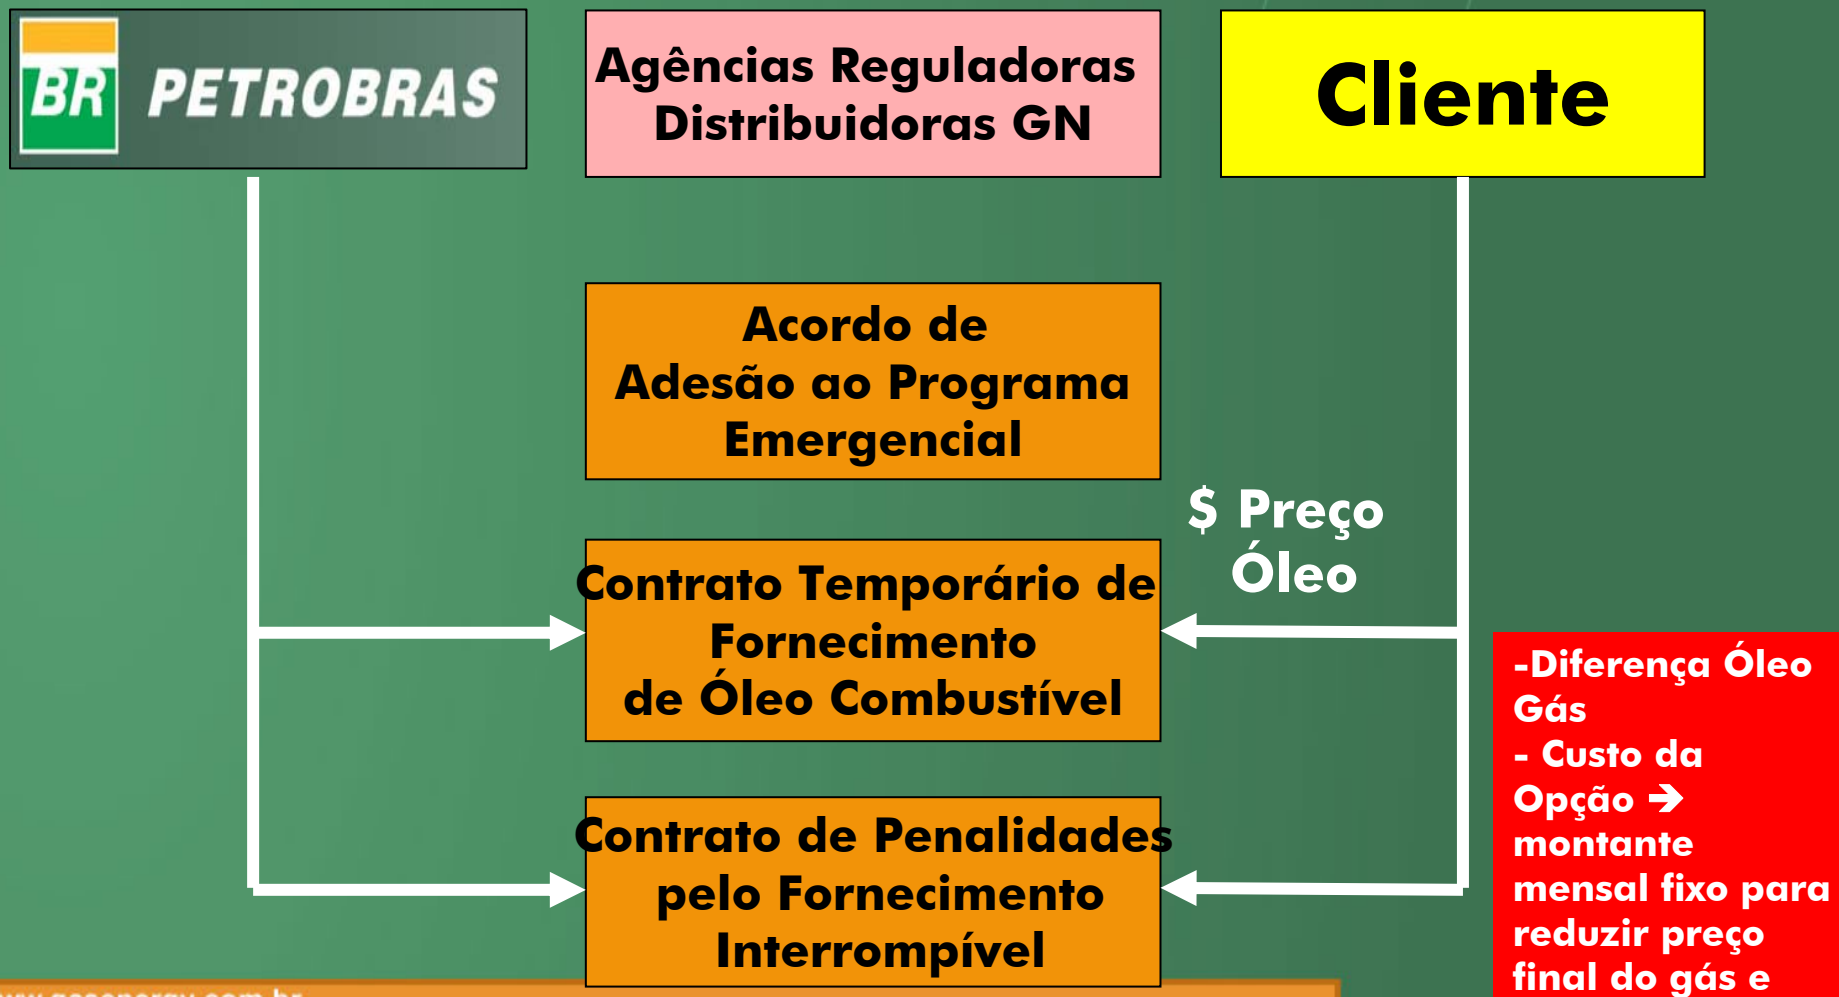 BR PETROBRAS
Agências Reguladoras
Distribuidoras GN
Cliente
Acordo de
Adesão ao Programa
Emergencial
$ Preço
Óleo
Contrato Temporário de
Fornecimento
de Óleo Combustível
-Diferença Óleo
Gás
- Custo da
Opção ➔
montante
mensal fixo para
reduzir preço
final do gás e
Contrato de Penalidades
pelo Fornecimento
Interrompível